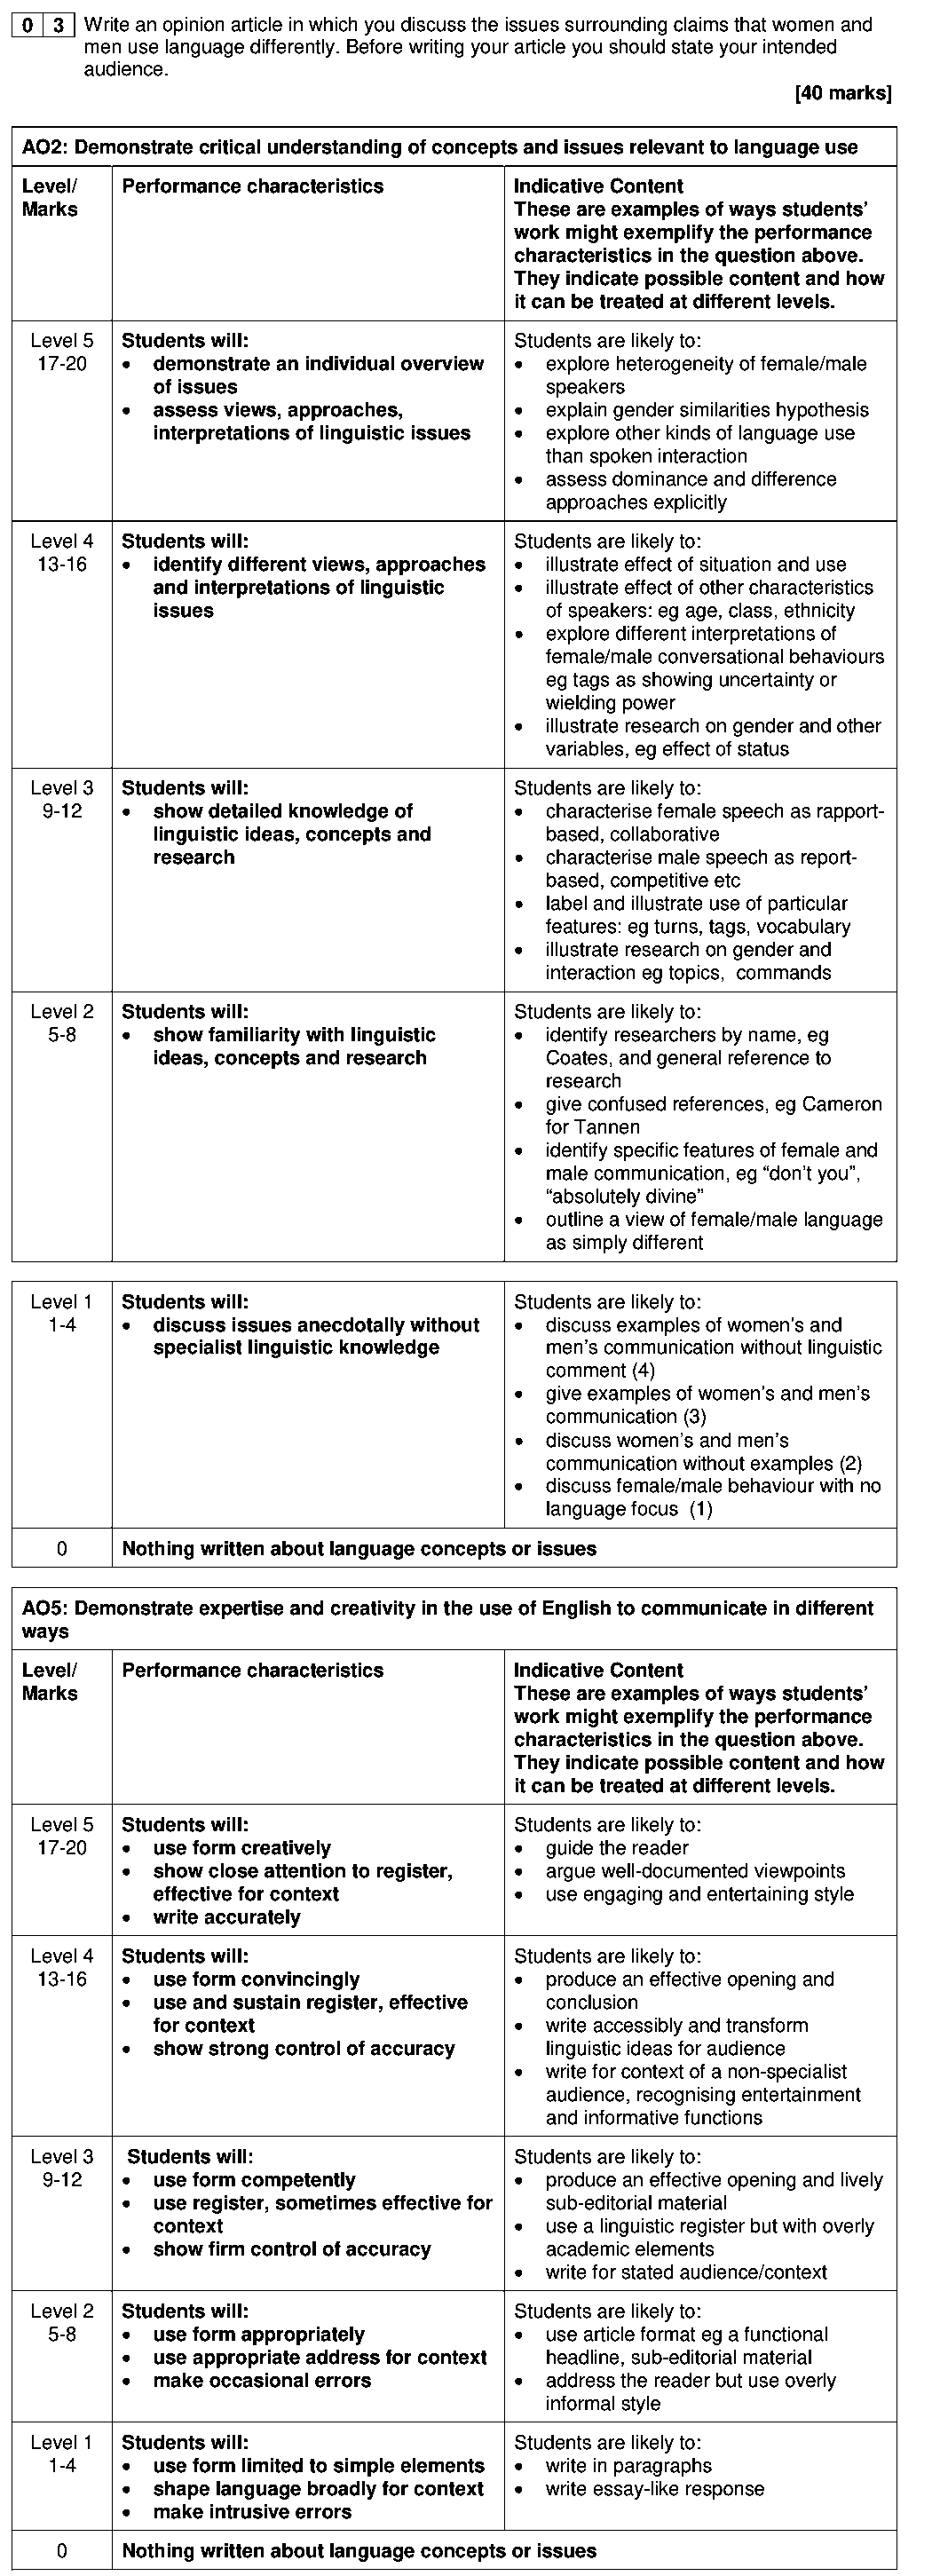 0 3 Write an opinion article in which you discuss the issues surrounding claims that women and
men use language differently. Before writing your article you should state your intended
audience.
[40 marks]
AO2: Demonstrate critical understanding of concepts and issues relevant to language use
Level/
Marks
Performance characteristics
Indicative Content
These are examples of ways students'
work might exemplify the performance
characteristics in the question above.
They indicate possible content and how
it can be treated at different levels.
Level 5
17-20
Students will:
• demonstrate an individual overview
of issues
• assess views, approaches,
interpretations of linguistic issues
Students are likely to:
• explore heterogeneity of female/male
speakers
• explain gender similarities hypothesis
• explore other kinds of language use
than spoken interaction
• assess dominance and difference
approaches explicitly
Level 4
13-16
Students will:
• identify different views, approaches
and interpretations of linguistic
issues
Students are likely to:
• illustrate effect of situation and use
• illustrate effect of other characteristics
of speakers: eg age, class, ethnicity
• explore different interpretations of
female/male conversational behaviours
eg tags as showing uncertainty or
wielding power
• illustrate research on gender and other
variables, eg effect of status
Level 3
9-12
Students will:
• show detailed knowledge of
linguistic ideas, concepts and
research
Students are likely to:
• characterise female speech as rapport-
based, collaborative
• characterise male speech as report-
based, competitive etc
• label and illustrate use of particular
features: eg turns, tags, vocabulary
• illustrate research on gender and
interaction eg topics, commands
Level 2
5-8
Students will:
• show familiarity with linguistic
ideas, concepts and research
Students are likely to:
• identify researchers by name, eg
Coates, and general reference to
research
• give confused references, eg Cameron
for Tannen
• identify specific features of female and
male communication, eg “don’t you”,
“absolutely divine”
• outline a view of female/male language
as simply different
Level 1
1-4
Students will:
• discuss issues anecdotally without
specialist linguistic knowledge
Students are likely to:
• discuss examples of women's and
men's communication without linguistic
comment (4)
• give examples of women's and men's
communication (3)
• discuss women's and men's
communication without examples (2)
• discuss female/male behaviour with no
language focus (1)
0
Nothing written about language concepts or issues
AO5: Demonstrate expertise and creativity in the use of English to communicate in different
ways
Level/
Marks
Performance characteristics
Indicative Content
These are examples of ways students'
work might exemplify the performance
characteristics in the question above.
They indicate possible content and how
it can be treated at different levels.
Level 5
17-20
Students will:
• use form creatively
• show close attention to register,
effective for context
• write accurately
Students are likely to:
• guide the reader
• argue well-documented viewpoints
• use engaging and entertaining style
Level 4
13-16
Students will:
• use form convincingly
• use and sustain register, effective
for context
• show strong control of accuracy
Students are likely to:
• produce an effective opening and
conclusion
• write accessibly and transform
linguistic ideas for audience
• write for context of a non-specialist
audience, recognising entertainment
and informative functions
Level 3
9-12
Students will:
• use form competently
• use register, sometimes effective for
context
• show firm control of accuracy
Students are likely to:
• produce an effective opening and lively
sub-editorial material
• use a linguistic register but with overly
academic elements
• write for stated audience/context
Level 2
5-8
Students will:
• use form appropriately
• use appropriate address for context
• make occasional errors
Students are likely to:
• use article format eg a functional
headline, sub-editorial material
• address the reader but use overly
informal style
Level 1
1-4
Students will:
• use form limited to simple elements
• shape language broadly for context
• make intrusive errors
Students are likely to:
• write in paragraphs
• write essay-like response
0
Nothing written about language concepts or issues